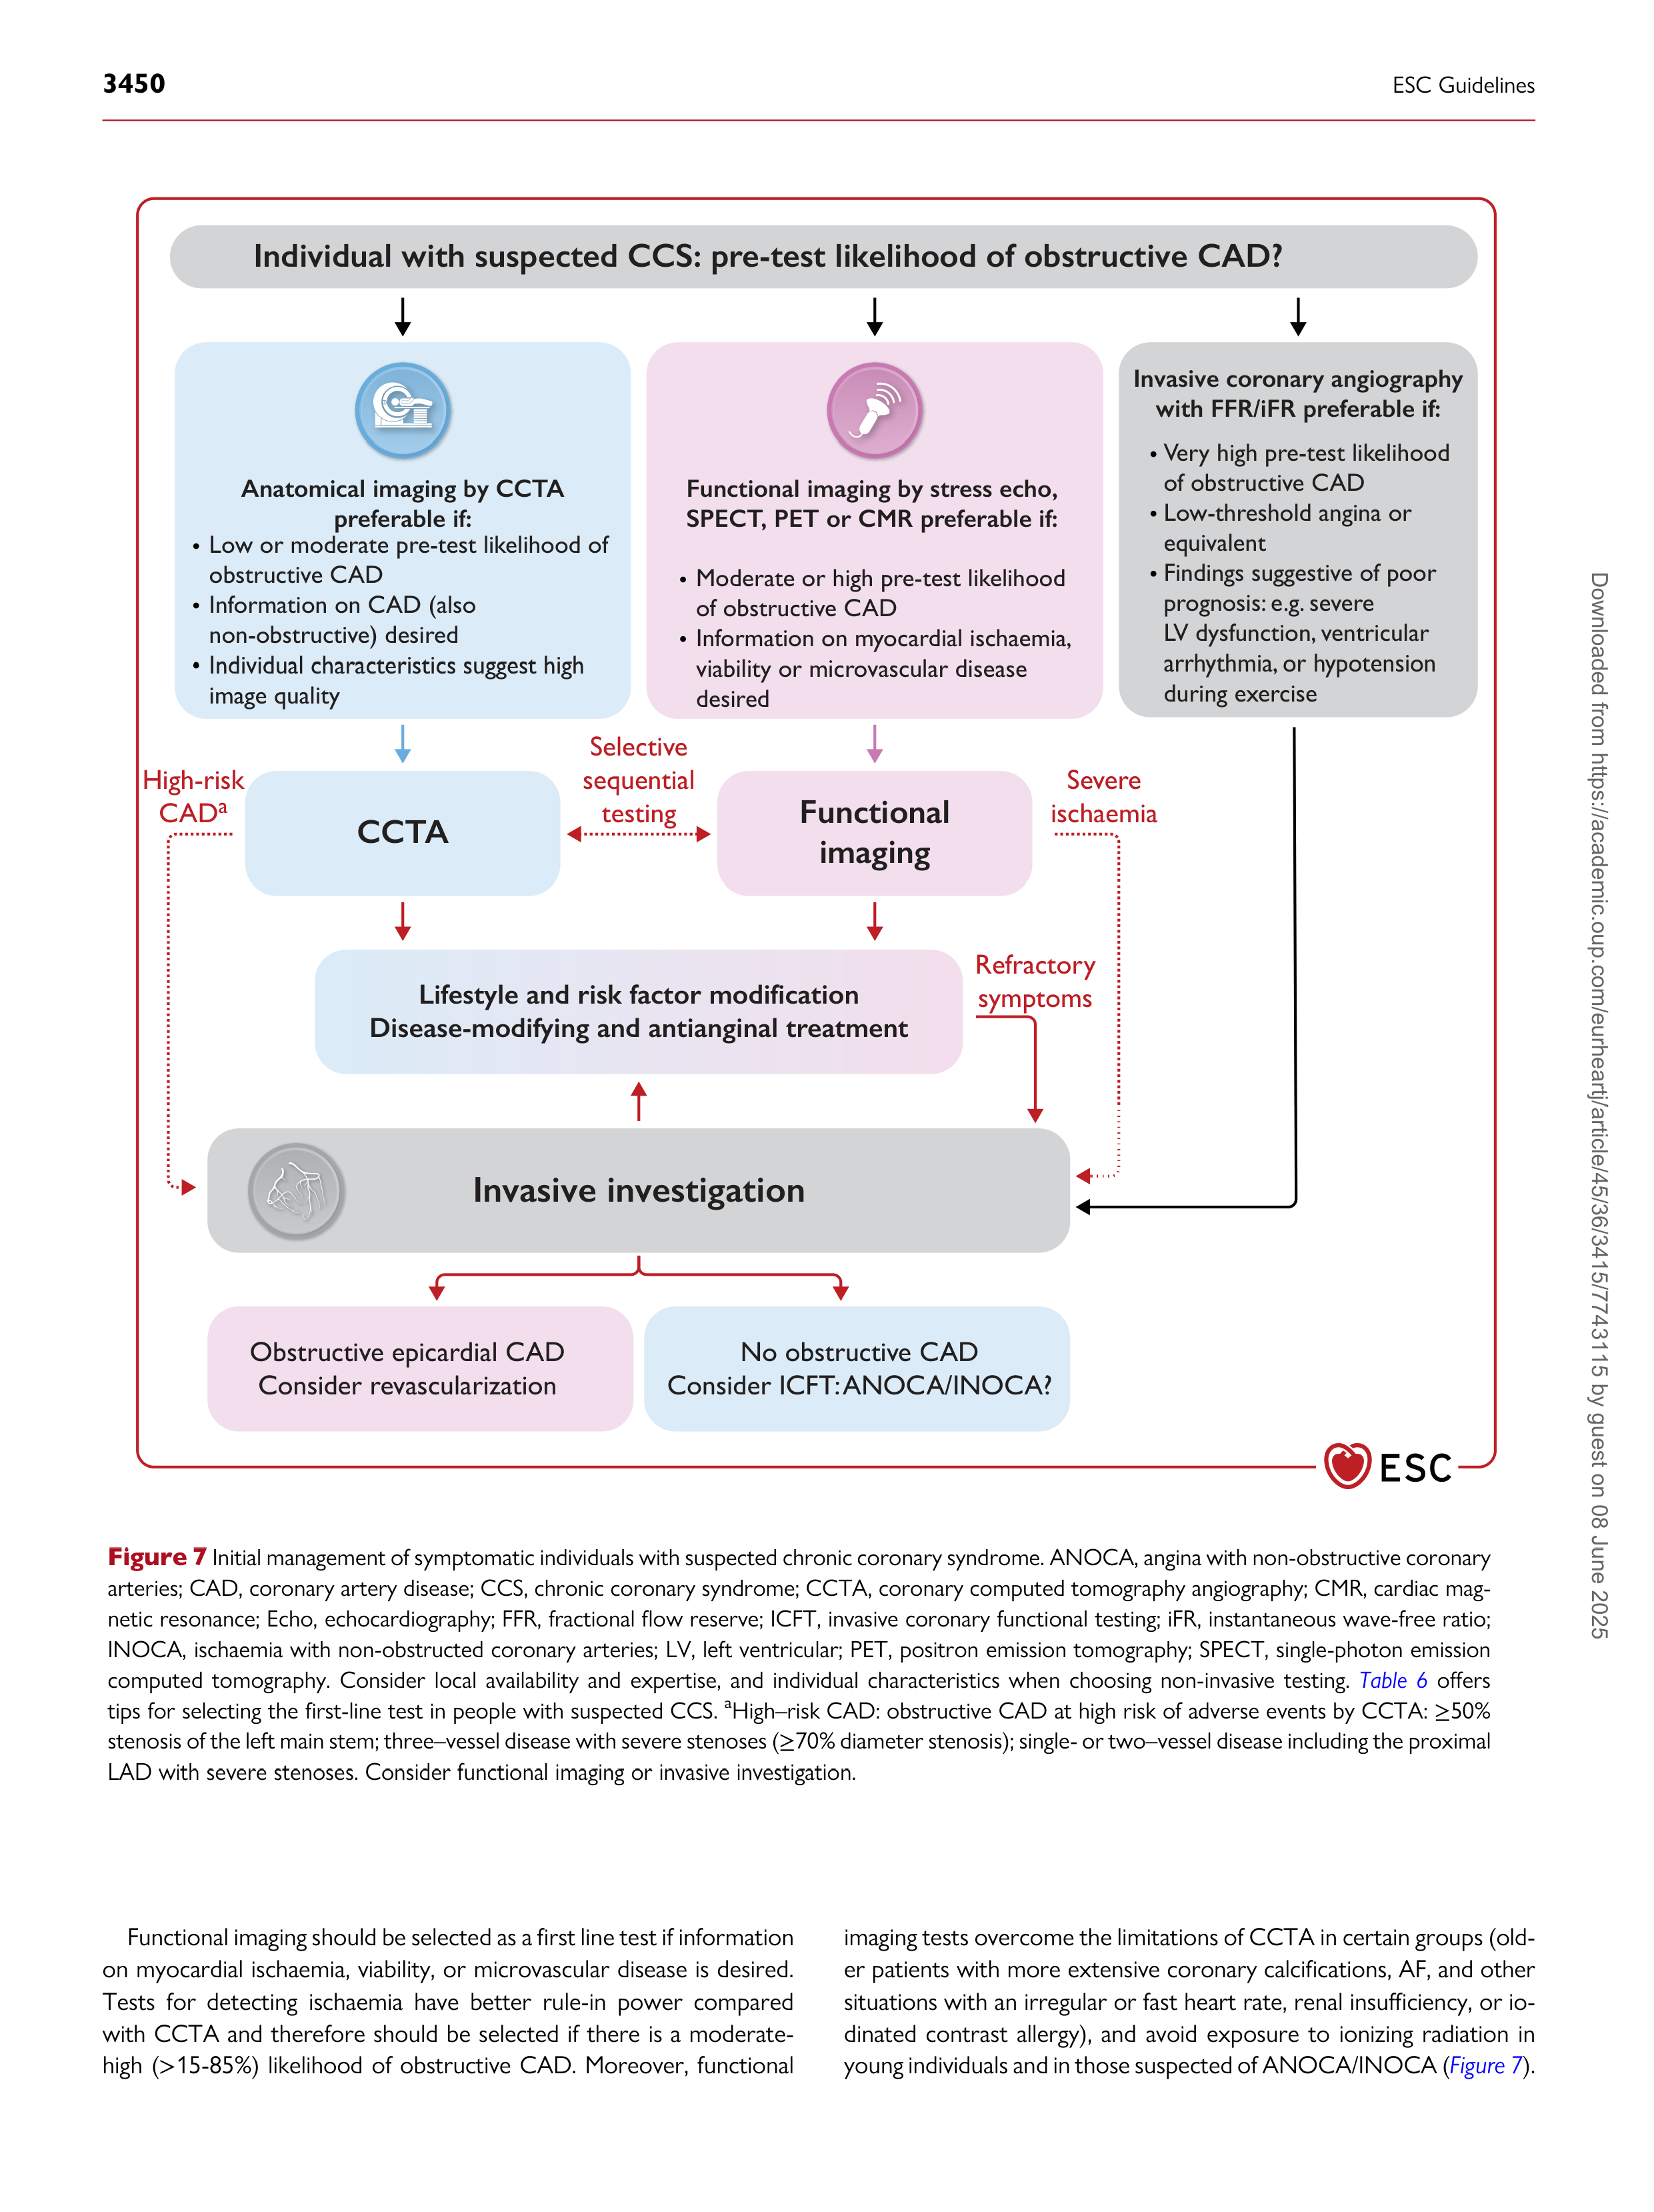 3450
ESC Guidelines
Individual with suspected CCS: pre-test likelihood of obstructive CAD?
Anatomical imaging by CCTA
preferable if:
• Low or moderate pre-test likelihood of
obstructive CAD
• Information on CAD (also
non-obstructive) desired
• Individual characteristics suggest high
image quality
Functional imaging by stress echo,
SPECT, PET or CMR preferable if:
• Moderate or high pre-test likelihood
of obstructive CAD
• Information on myocardial ischaemia,
viability or microvascular disease
desired
Invasive coronary angiography
with FFR/iFR preferable if:
• Very high pre-test likelihood
of obstructive CAD
• Low-threshold angina or
equivalent
• Findings suggestive of poor
prognosis: e.g. severe
LV dysfunction, ventricular
arrhythmia, or hypotension
during exercise
High-risk
CADᵃ
CCTA
Selective
sequential
testing
Functional
imaging
Severe
ischaemia
Lifestyle and risk factor modification
Disease-modifying and antianginal treatment
Refractory
symptoms
Invasive investigation
Obstructive epicardial CAD
Consider revascularization
No obstructive CAD
Consider ICFT: ANOCA/INOCA?
ESC
Figure 7 Initial management of symptomatic individuals with suspected chronic coronary syndrome. ANOCA, angina with non-obstructive coronary
arteries; CAD, coronary artery disease; CCS, chronic coronary syndrome; CCTA, coronary computed tomography angiography; CMR, cardiac mag-
netic resonance; Echo, echocardiography; FFR, fractional flow reserve; ICFT, invasive coronary functional testing; iFR, instantaneous wave-free ratio;
INOCA, ischaemia with non-obstructed coronary arteries; LV, left ventricular; PET, positron emission tomography; SPECT, single-photon emission
computed tomography. Consider local availability and expertise, and individual characteristics when choosing non-invasive testing. Table 6 offers
tips for selecting the first-line test in people with suspected CCS. ᵃHigh–risk CAD: obstructive CAD at high risk of adverse events by CCTA: ≥50%
stenosis of the left main stem; three–vessel disease with severe stenoses (≥70% diameter stenosis); single- or two–vessel disease including the proximal
LAD with severe stenoses. Consider functional imaging or invasive investigation.
Functional imaging should be selected as a first line test if information
on myocardial ischaemia, viability, or microvascular disease is desired.
Tests for detecting ischaemia have better rule-in power compared
with CCTA and therefore should be selected if there is a moderate-
high (>15-85%) likelihood of obstructive CAD. Moreover, functional
imaging tests overcome the limitations of CCTA in certain groups (old-
er patients with more extensive coronary calcifications, AF, and other
situations with an irregular or fast heart rate, renal insufficiency, or io-
dinated contrast allergy), and avoid exposure to ionizing radiation in
young individuals and in those suspected of ANOCA/INOCA (Figure 7).
Downloaded from https://academic.oup.com/eurheartj/article/45/36/3415/7743115 by guest on 08 June 2025